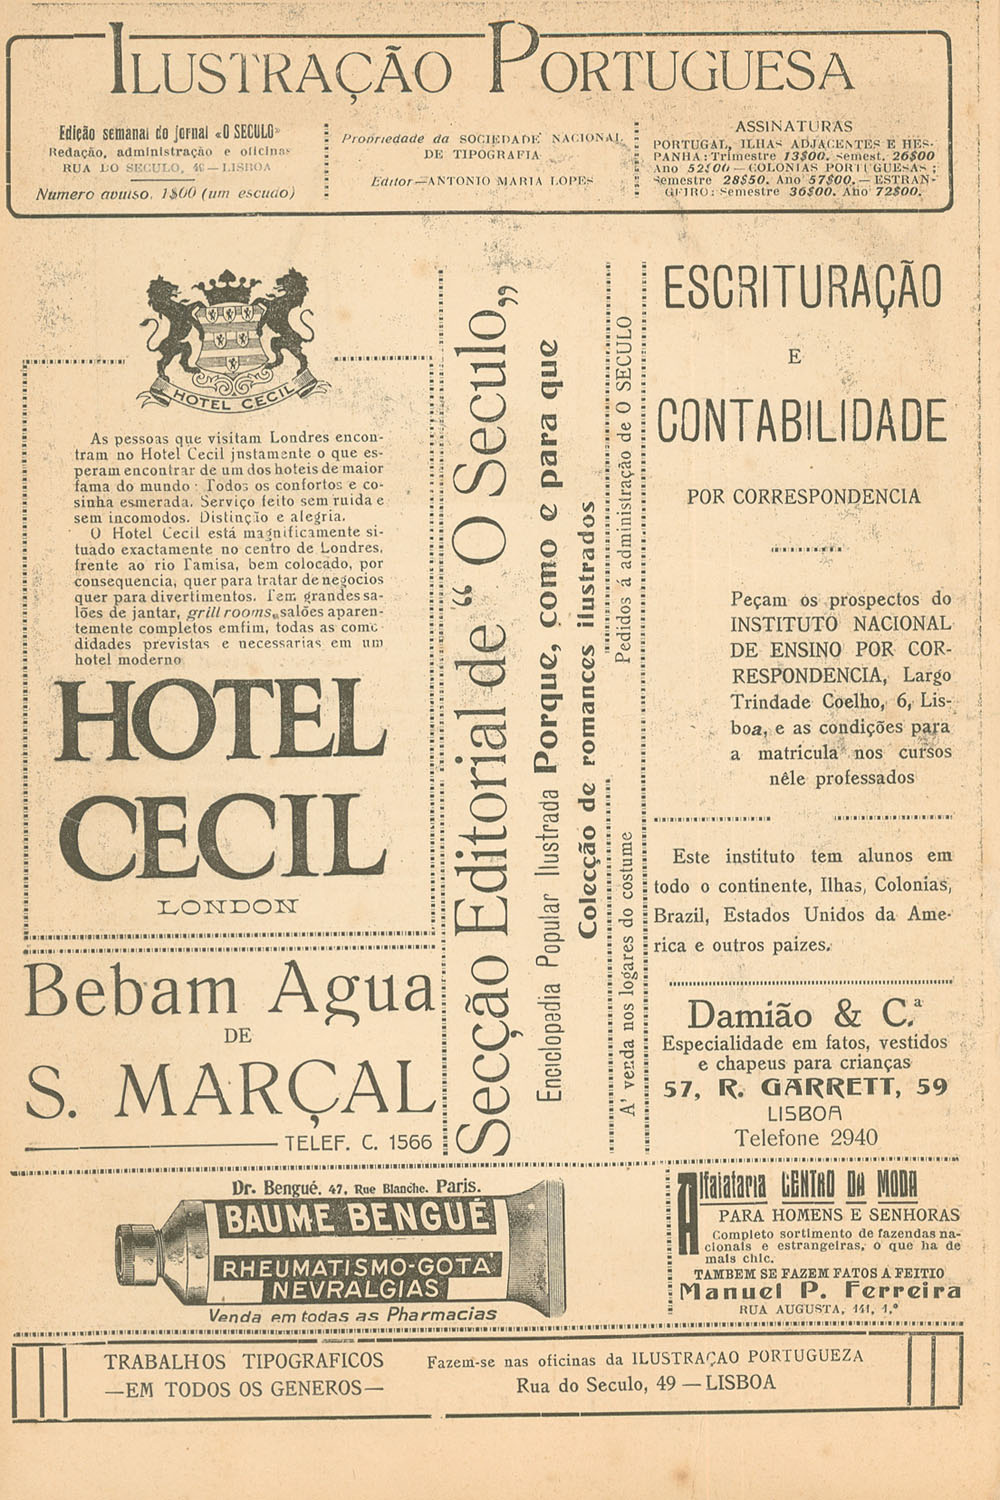 ILUSTRAÇÃO PORTUGUESA
Edição semanal do jornal «O SECULO»
Redação, administração e oficinas
RUA DO SECULO, 49 — LISBOA
Numero avulso, 1$00 (um escudo)
Propriedade da SOCIEDADE NACIONAL
DE TIPOGRAFIA
Editor—ANTONIO MARIA LOPES
ASSINATURAS
PORTUGAL, ILHAS ADJACENTES E HES-
PANHA: Trimestre 13$00. Semest. 26$00
Ano 52$00—COLONIAS PORTUGUESAS:
Semestre 28$50. Ano 57$00.—ESTRAN-
GEIRO: Semestre 36$00. Ano 72$00.
HOTEL CECIL
As pessoas que visitam Londres encon-
tram no Hotel Cecil justamente o que es-
peram encontrar de um dos hoteis de maior
fama do mundo: Todos os confortos e co-
sinha esmerada. Serviço feito sem ruida e
sem incomodos. Distinção e alegria.
O Hotel Cecil está magnificamente si-
tuado exactamente no centro de Londres,
frente ao rio Tamisa, bem colocado, por
consequencia, quer para tratar de negocios
quer para divertimentos. Tem grandes sa-
lões de jantar, grill rooms, salões aparen-
temente completos emfim, todas as como-
didades previstas e necessarias em um
hotel moderno
HOTEL
CECIL
LONDON
Bebam Agua
DE
S. MARÇAL
TELEF. C. 1566
Secção Editorial de “O Seculo,,
Enciclopedia Popular Ilustrada Porque, como e para que
Colecção de romances ilustrados
A' venda nos logares do costume
Pedidos á administração de O SECULO
ESCRITURAÇÃO
E
CONTABILIDADE
POR CORRESPONDENCIA
Peçam os prospectos do
INSTITUTO NACIONAL
DE ENSINO POR COR-
RESPONDENCIA, Largo
Trindade Coelho, 6, Lis-
boa, e as condições para
a matricula nos cursos
nêle professados
Este instituto tem alunos em
todo o continente, Ilhas, Colonias,
Brazil, Estados Unidos da Ame-
rica e outros paizes.
Damião & C.ª
Especialidade em fatos, vestidos
e chapeus para crianças
57, R. GARRETT, 59
LISBOA
Telefone 2940
Dr. Bengué, 47, Rue Blanche, Paris.
BAUME BENGUÉ
RHEUMATISMO-GOTA
NEVRALGIAS
Venda em todas as Pharmacias
Alfaiataria CENTRO DA MODA
PARA HOMENS E SENHORAS
Completo sortimento de fazendas na-
cionais e estrangeiras, o que ha de
mais chic.
TAMBEM SE FAZEM FATOS A FEITIO
Manuel P. Ferreira
RUA AUGUSTA, 141, 1.º
TRABALHOS TIPOGRAFICOS
—EM TODOS OS GENEROS—
Fazem-se nas oficinas da ILUSTRAÇAO PORTUGUEZA
Rua do Seculo, 49 — LISBOA